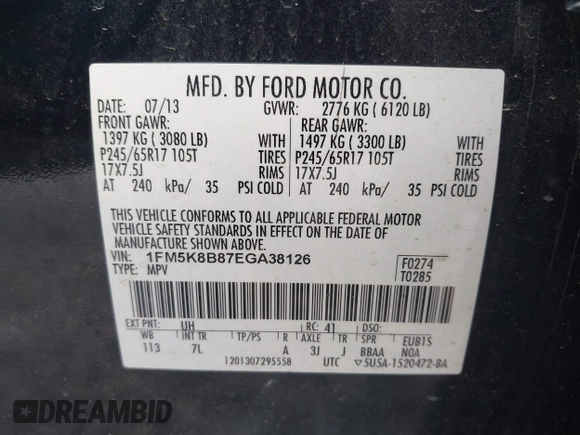 MFD. BY FORD MOTOR CO.
DATE: 07/13 GVWR: 2776 KG ( 6120 LB)
FRONT GAWR: REAR GAWR:
1397 KG ( 3080 LB) WITH 1497 KG ( 3300 LB) WITH
P245/65R17 105T TIRES P245/65R17 105T TIRES
17X7.5J RIMS 17X7.5J RIMS
AT 240 kPa/ 35 PSI COLD AT 240 kPa/ 35 PSI COLD
THIS VEHICLE CONFORMS TO ALL APPLICABLE FEDERAL MOTOR
VEHICLE SAFETY STANDARDS IN EFFECT ON THE DATE OF
MANUFACTURE SHOWN ABOVE.
VIN: 1FM5K8B87EGA38126 F0274
TYPE: MPV T0285
EXT PNT: UH RC: 41 DSO:
WB INT TR TP/PS R AXLE TR SPR EUB1S
113 7L A 3J J BBAA NOA
1201307295558 UTC ▽5USA-1520472-BA
DREAMBID